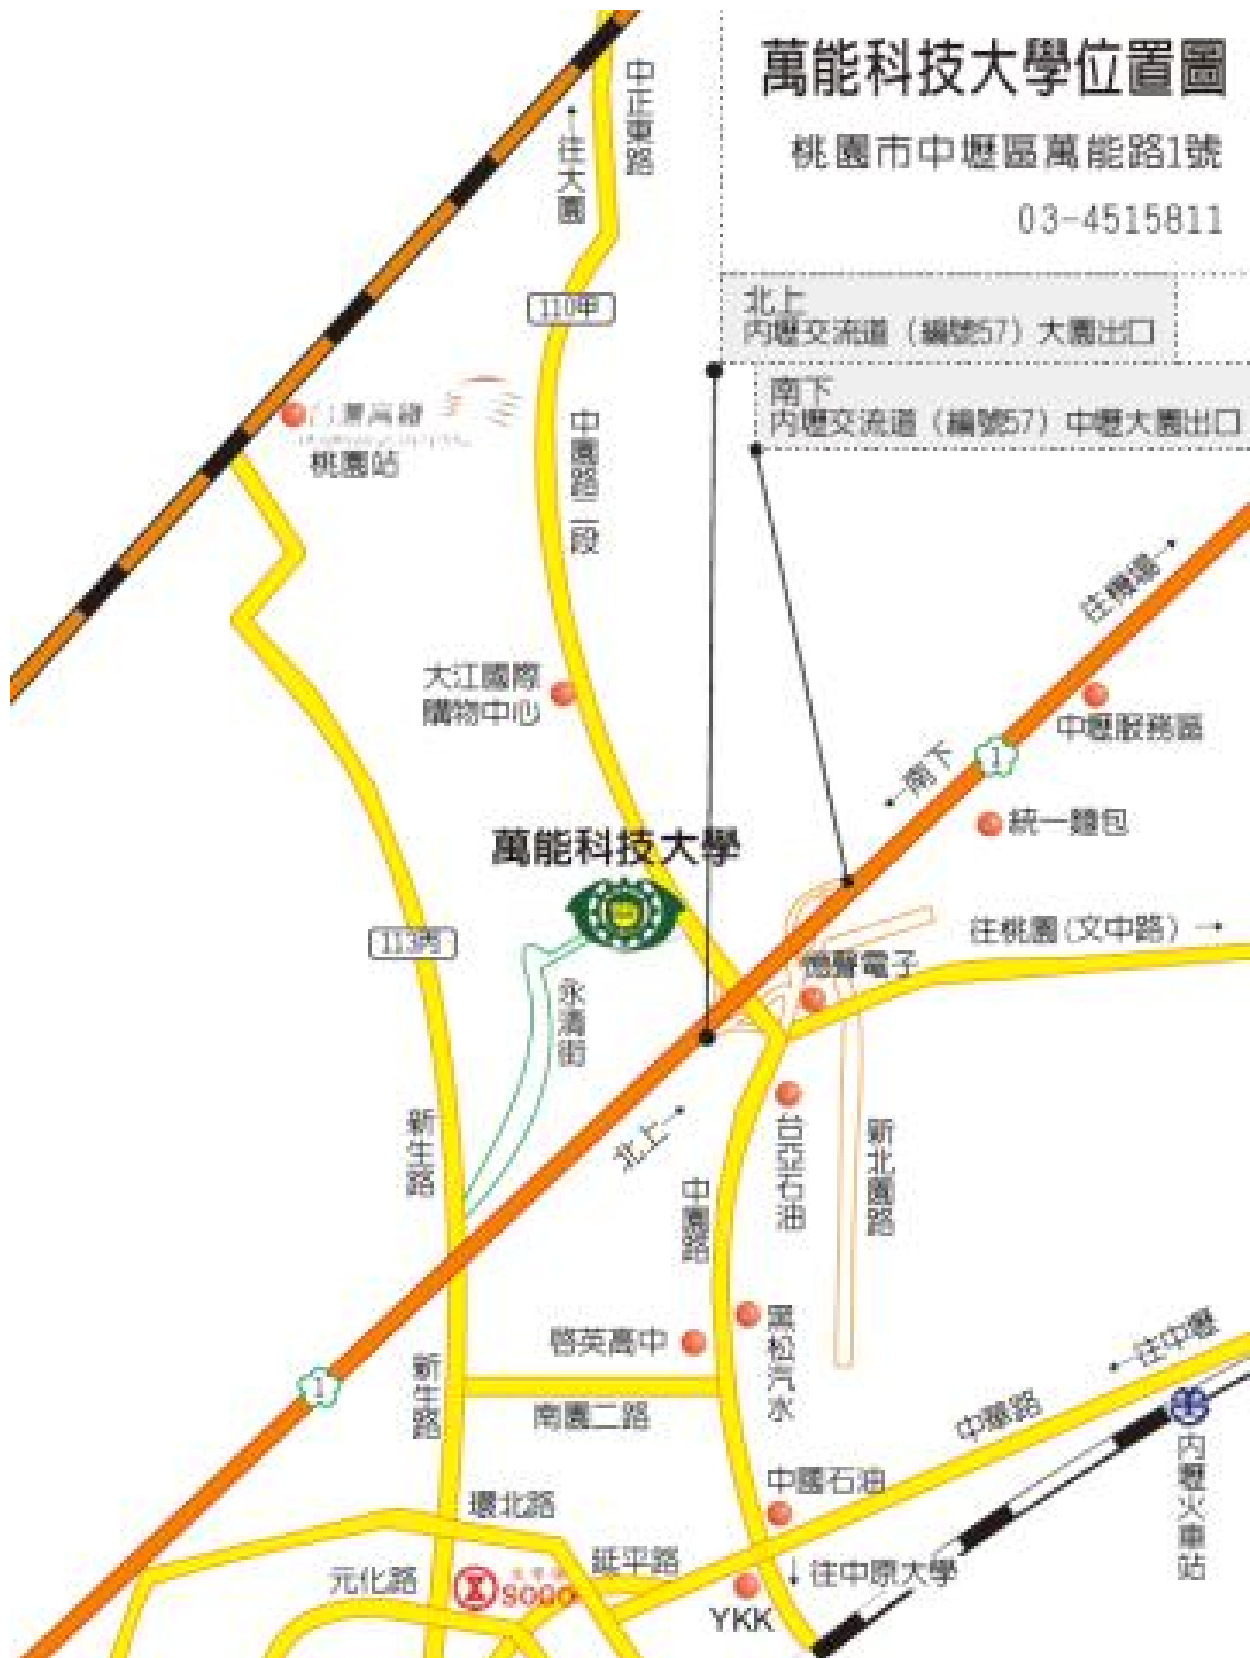 萬能科技大學位置圖
桃園市中壢區萬能路1號
03-4515811
中正東路
←往大園
110甲
北上
內壢交流道（編號57）大園出口
南下
內壢交流道（編號57）中壢大園出口
桃園站
中園路二段
往機場→
大江國際
購物中心
中壢服務區
←南下
1
統一麵包
萬能科技大學
113丙
往桃園(文中路) →
電子
永清街
新生路
北上→
台亞石油
新北園路
中園路
黑松汽水
啓英高中
←往中壢
1
新生路
南園二路
中華路
中國石油
內壢火車站
環北路
延平路
元化路
SOGO
↓往中原大學
YKK